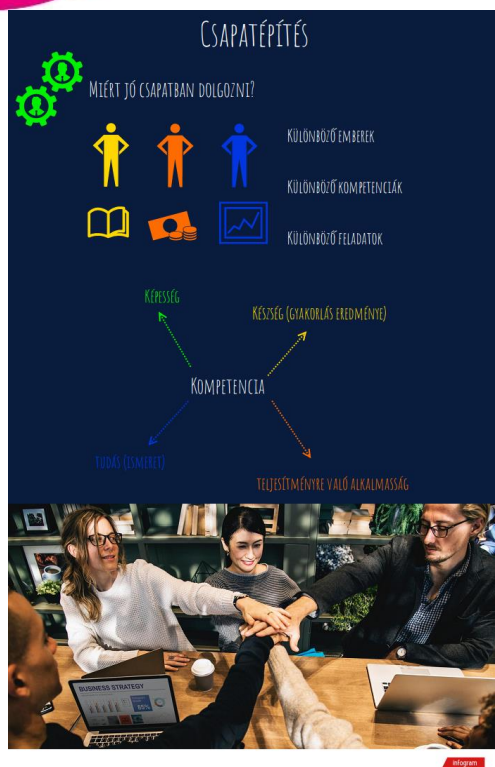 CSAPATÉPÍTÉS
MIÉRT JÓ CSAPATBAN DOLGOZNI?
KÜLÖNBÖZŐ EMBEREK
KÜLÖNBÖZŐ KOMPETENCIÁK
KÜLÖNBÖZŐ FELADATOK
KÉPESSÉG
KÉSZSÉG (GYAKORLÁS EREDMÉNYE)
KOMPETENCIA
TUDÁS (ISMERET)
TELJESÍTMÉNYRE VALÓ ALKALMASSÁG
BUSINESS STRATEGY
85%
infogram